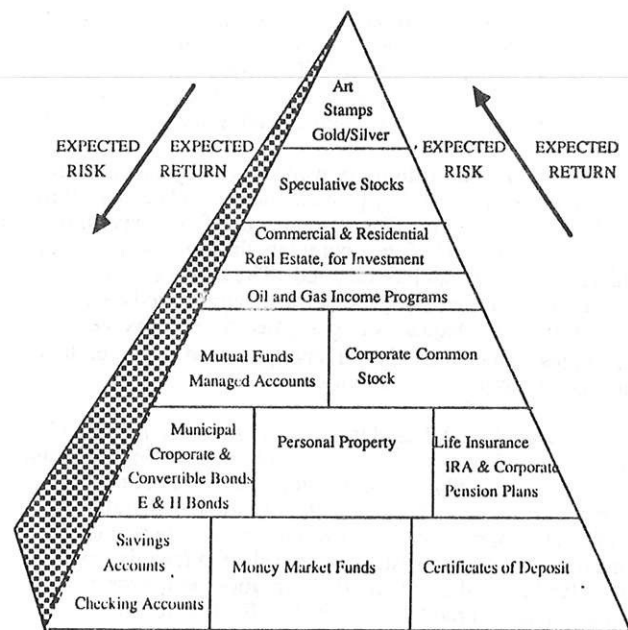 Art
Stamps
Gold/Silver
EXPECTED RISK
EXPECTED RETURN
EXPECTED RISK
EXPECTED RETURN
Speculative Stocks
Commercial & Residential
Real Estate, for Investment
Oil and Gas Income Programs
Mutual Funds
Managed Accounts
Corporate Common
Stock
Municipal
Croporate &
Convertible Bonds
E & H Bonds
Personal Property
Life Insurance
IRA & Corporate
Pension Plans
Savings
Accounts
Checking Accounts
Money Market Funds
Certificates of Deposit